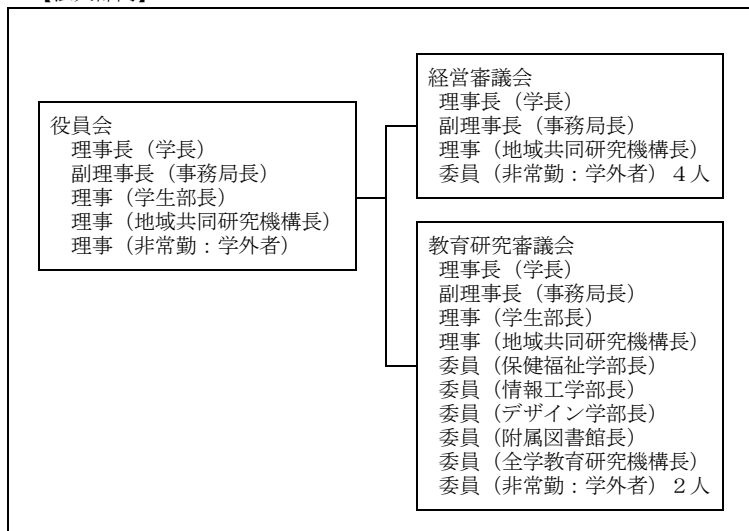 役員会
理事長（学長）
副理事長（事務局長）
理事（学生部長）
理事（地域共同研究機構長）
理事（非常勤：学外者）
経営審議会
理事長（学長）
副理事長（事務局長）
理事（地域共同研究機構長）
委員（非常勤：学外者）４人
教育研究審議会
理事長（学長）
副理事長（事務局長）
理事（学生部長）
理事（地域共同研究機構長）
委員（保健福祉学部長）
委員（情報工学部長）
委員（デザイン学部長）
委員（附属図書館長）
委員（全学教育研究機構長）
委員（非常勤：学外者）２人